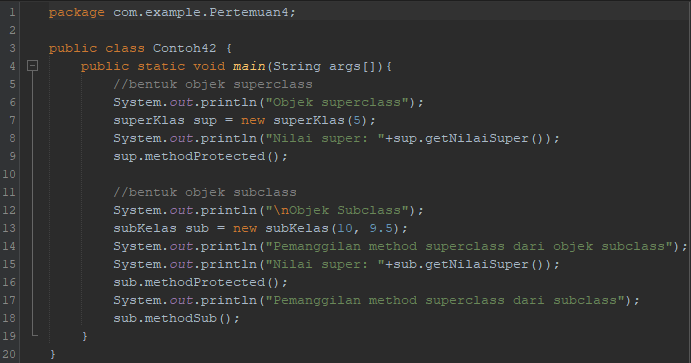 1 package com.example.Pertemuan4;
2
3 public class Contoh42 {
4     public static void main(String args[]){
5         //bentuk objek superclass
6         System.out.println("Objek superclass");
7         superKlas sup = new superKlas(5);
8         System.out.println("Nilai super: "+sup.getNilaiSuper());
9         sup.methodProtected();
10
11         //bentuk objek subclass
12         System.out.println("\nObjek Subclass");
13         subKelas sub = new subKelas(10, 9.5);
14         System.out.println("Pemanggilan method superclass dari objek subclass");
15         System.out.println("Nilai super: "+sub.getNilaiSuper());
16         sub.methodProtected();
17         System.out.println("Pemanggilan method superclass dari subclass");
18         sub.methodSub();
19     }
20 }